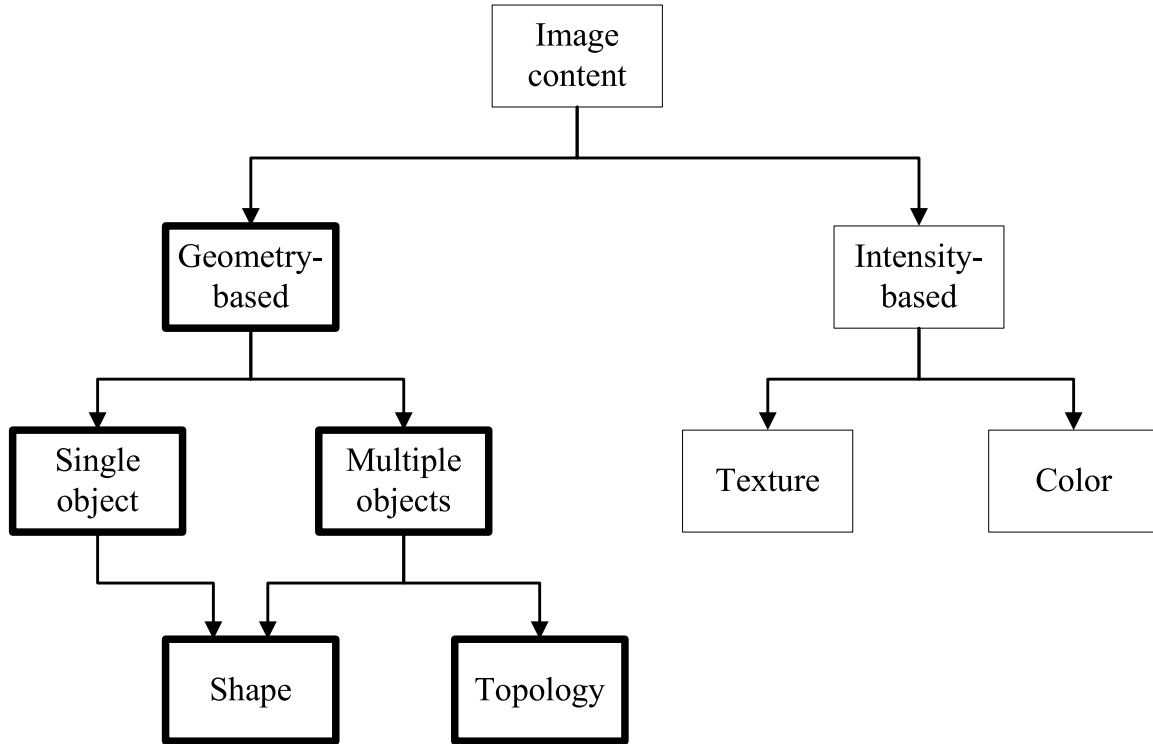 Image
content
Geometry-
based
Intensity-
based
Single
object
Multiple
objects
Texture
Color
Shape
Topology